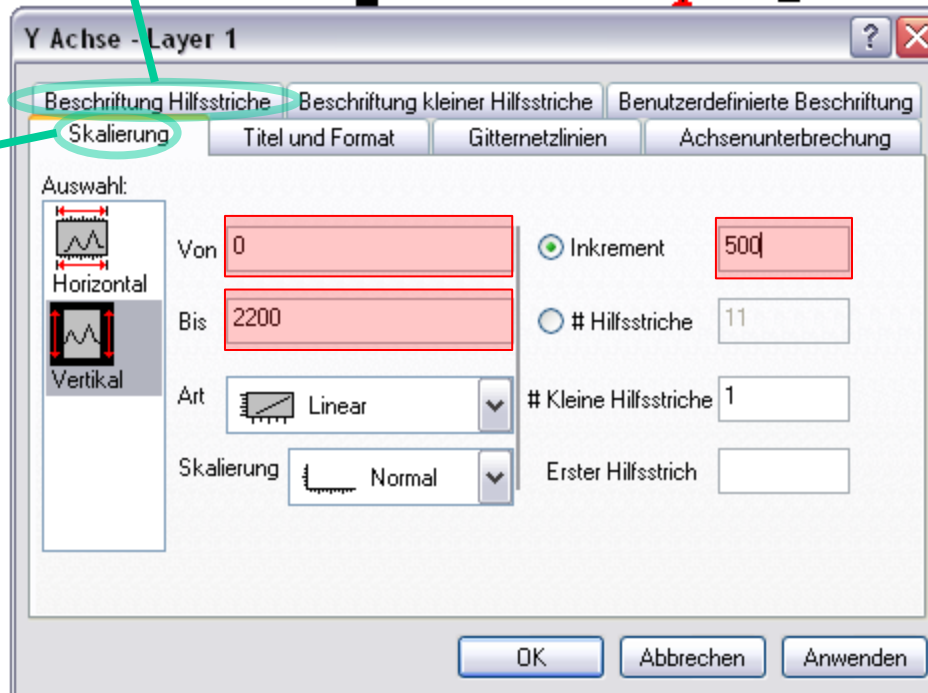 Y Achse - Layer 1
Beschriftung Hilfsstriche Beschriftung kleiner Hilfsstriche Benutzerdefinierte Beschriftung
Skalierung Titel und Format Gitternetzlinien Achsenunterbrechung
Auswahl:
Horizontal
Vertikal
Von 0
Bis 2200
Art Linear
Skalierung Normal
Inkrement 500
# Hilfsstriche 11
# Kleine Hilfsstriche 1
Erster Hilfsstrich
OK Abbrechen Anwenden